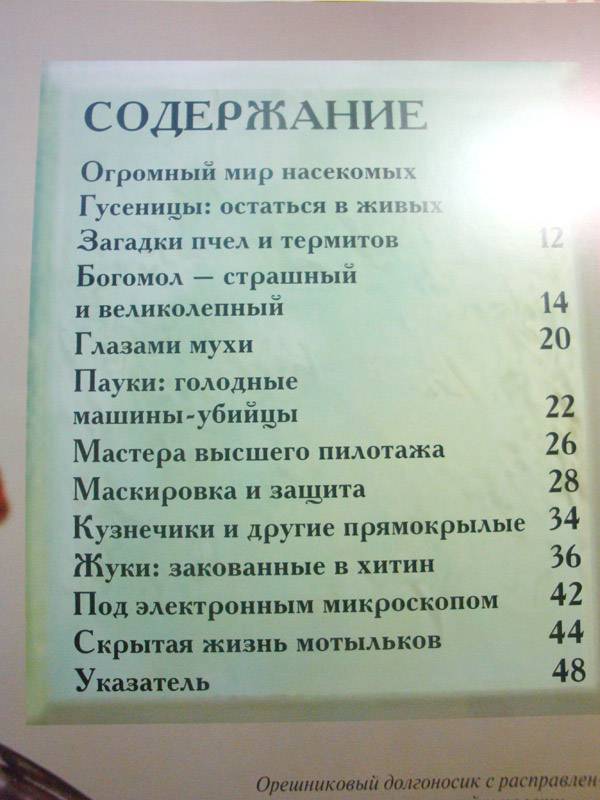 СОДЕРЖАНИЕ
Огромный мир насекомых
Гусеницы: остаться в живых
Загадки пчел и термитов 12
Богомол — страшный
и великолепный 14
Глазами мухи 20
Пауки: голодные
машины-убийцы 22
Мастера высшего пилотажа 26
Маскировка и защита 28
Кузнечики и другие прямокрылые 34
Жуки: закованные в хитин 36
Под электронным микроскопом 42
Скрытая жизнь мотыльков 44
Указатель 48
Орешниковый долгоносик с расправлен-